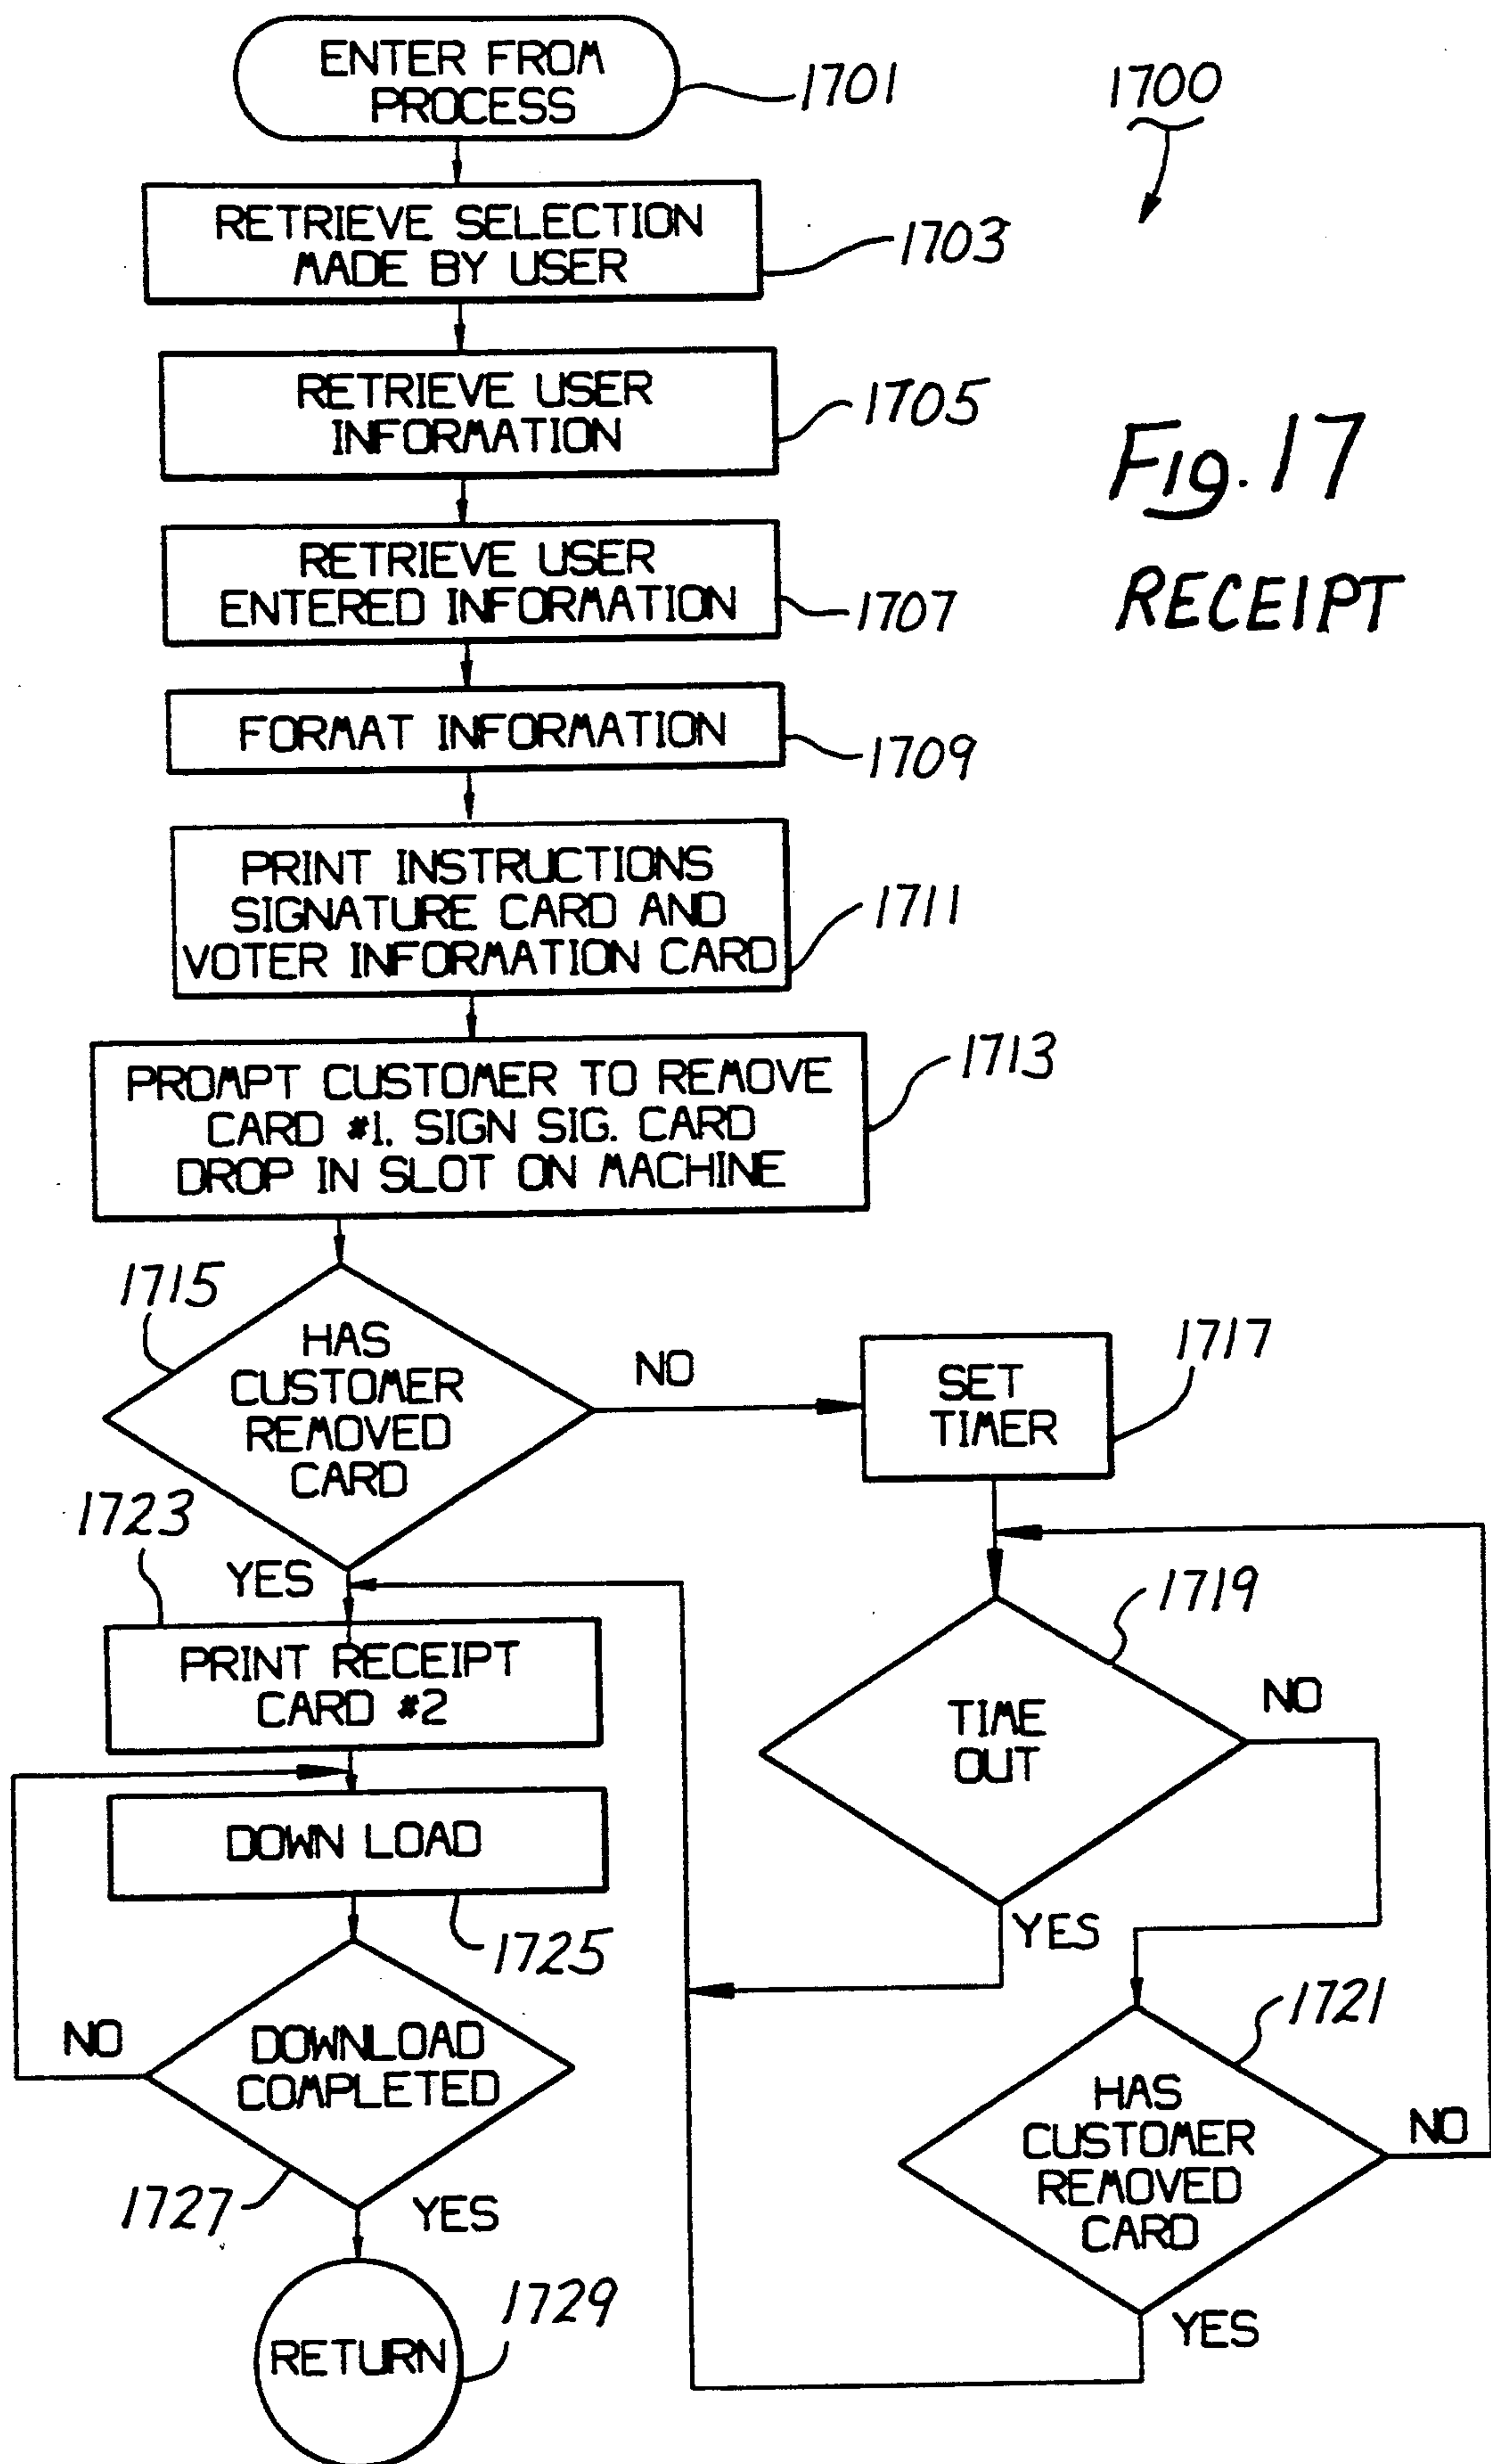 ENTER FROM
PROCESS
1701
1700
RETRIEVE SELECTION
MADE BY USER
1703
RETRIEVE USER
INFORMATION
1705
Fig. 17
RECEIPT
RETRIEVE USER
ENTERED INFORMATION
1707
FORMAT INFORMATION
1709
PRINT INSTRUCTIONS
SIGNATURE CARD AND
VOTER INFORMATION CARD
1711
PROMPT CUSTOMER TO REMOVE
CARD #1. SIGN SIG. CARD
DROP IN SLOT ON MACHINE
1713
1715
HAS
CUSTOMER
REMOVED
CARD
NO
SET
TIMER
1717
YES
1723
PRINT RECEIPT
CARD #2
TIME
OUT
1719
NO
YES
DOWN LOAD
1725
DOWNLOAD
COMPLETED
NO
1727
YES
HAS
CUSTOMER
REMOVED
CARD
1721
NO
YES
RETURN
1729